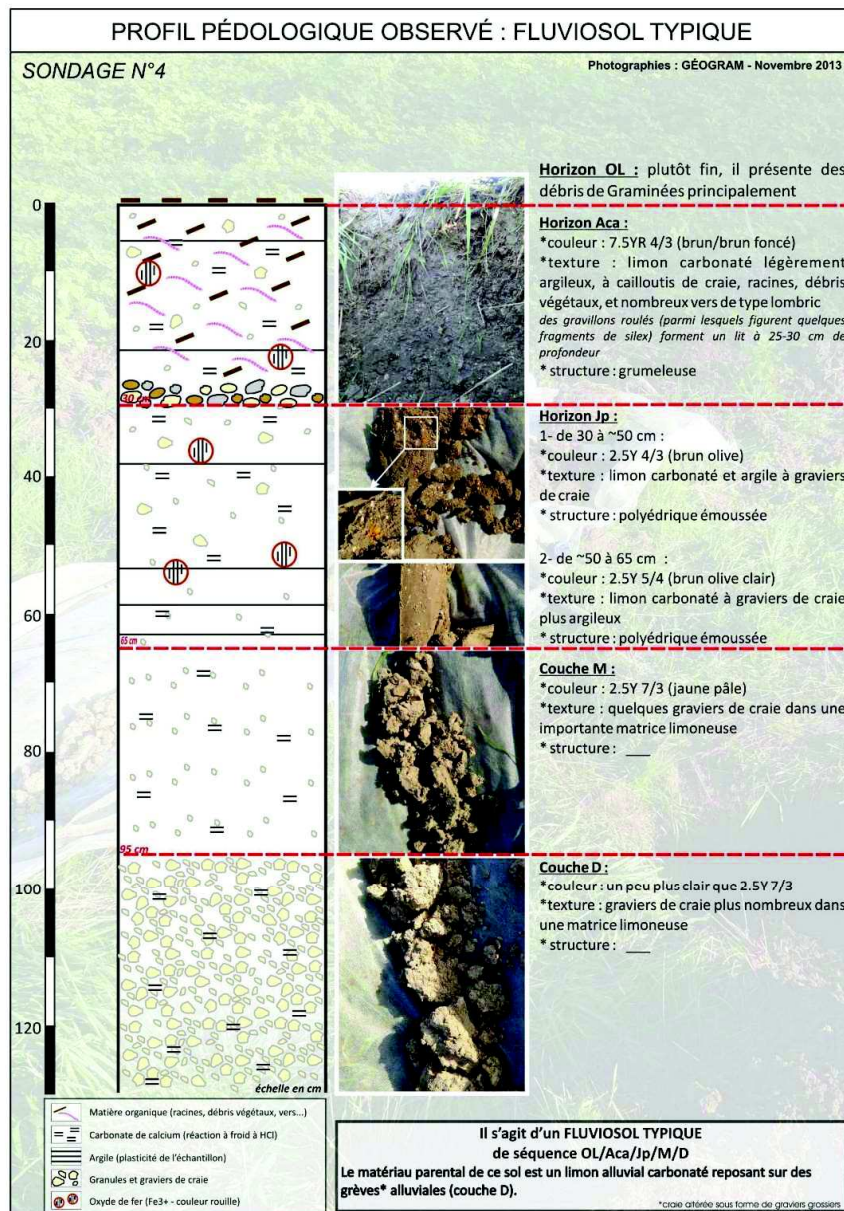 PROFIL PÉDOLOGIQUE OBSERVÉ : FLUVIOSOL TYPIQUE
SONDAGE N°4
Photographies : GÉOGRAM - Novembre 2013
Horizon OL : plutôt fin, il présente des
débris de Graminées principalement
Horizon Aca :
*couleur : 7.5YR 4/3 (brun/brun foncé)
*texture : limon carbonaté légèrement
argileux, à cailloutis de craie, racines, débris
végétaux, et nombreux vers de type lombric
des gravillons roulés (parmi lesquels figurent quelques
fragments de silex) forment un lit à 25-30 cm de
profondeur
* structure : grumeleuse
Horizon Jp :
1- de 30 à ~50 cm :
*couleur : 2.5Y 4/3 (brun olive)
*texture : limon carbonaté et argile à graviers
de craie
* structure : polyédrique émoussée
2- de ~50 à 65 cm :
*couleur : 2.5Y 5/4 (brun olive clair)
*texture : limon carbonaté à graviers de craie
plus argileux
* structure : polyédrique émoussée
Couche M :
*couleur : 2.5Y 7/3 (jaune pâle)
*texture : quelques graviers de craie dans une
importante matrice limoneuse
* structure : ___
Couche D :
*couleur : un peu plus clair que 2.5Y 7/3
*texture : graviers de craie plus nombreux dans
une matrice limoneuse
* structure : ___
0
20
30 cm
40
60
65 cm
80
95 cm
100
120
échelle en cm
Matière organique (racines, débris végétaux, vers...)
Carbonate de calcium (réaction à froid à HCl)
Argile (plasticité de l'échantillon)
Granules et graviers de craie
Oxyde de fer (Fe3+ - couleur rouille)
Il s'agit d'un FLUVIOSOL TYPIQUE
de séquence OL/Aca/Jp/M/D
Le matériau parental de ce sol est un limon alluvial carbonaté reposant sur des
grèves* alluviales (couche D).
*craie altérée sous forme de graviers grossiers